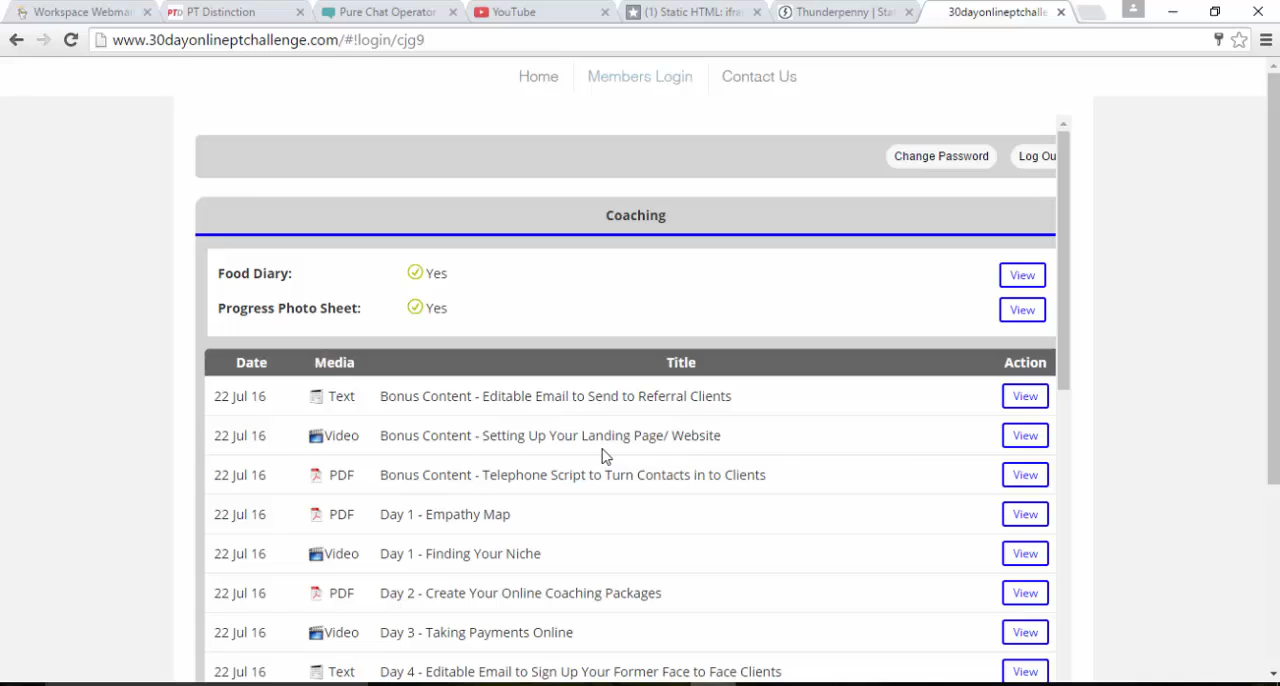 Workspace Webma
PTD PT Distinction
Pure Chat Operator
YouTube
(1) Static HTML: ifra
Thunderpenny | Sta
30dayonlineptchalle
www.30dayonlineptchallenge.com/#!login/cjg9
Home Members Login Contact Us
Change Password Log Ou
Coaching
Food Diary: Yes View
Progress Photo Sheet: Yes View
Date Media Title Action
22 Jul 16 Text Bonus Content - Editable Email to Send to Referral Clients View
22 Jul 16 Video Bonus Content - Setting Up Your Landing Page/ Website View
22 Jul 16 PDF Bonus Content - Telephone Script to Turn Contacts in to Clients View
22 Jul 16 PDF Day 1 - Empathy Map View
22 Jul 16 Video Day 1 - Finding Your Niche View
22 Jul 16 PDF Day 2 - Create Your Online Coaching Packages View
22 Jul 16 Video Day 3 - Taking Payments Online View
22 Jul 16 Text Day 4 - Editable Email to Sign Up Your Former Face to Face Clients View